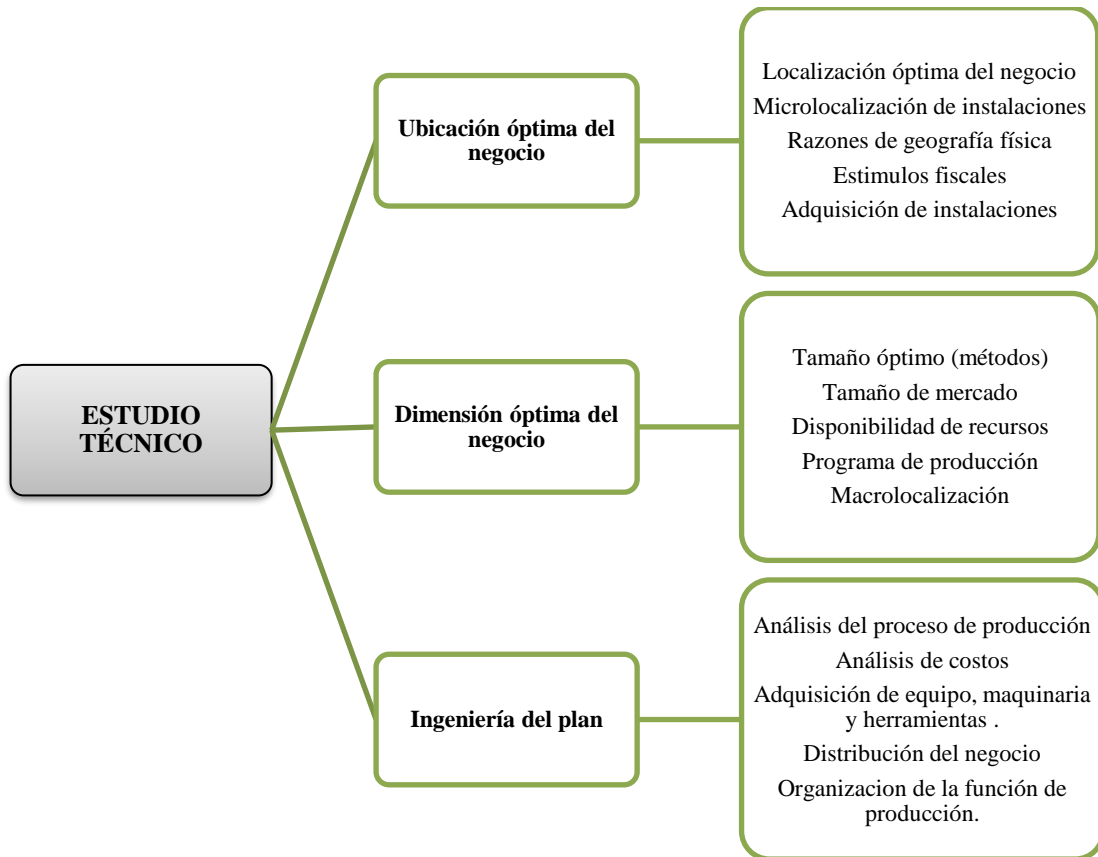 ESTUDIO
TÉCNICO
Ubicación óptima del
negocio
Localización óptima del negocio
Microlocalización de instalaciones
Razones de geografía física
Estimulos fiscales
Adquisición de instalaciones
Dimensión óptima del
negocio
Tamaño óptimo (métodos)
Tamaño de mercado
Disponibilidad de recursos
Programa de producción
Macrolocalización
Ingeniería del plan
Análisis del proceso de producción
Análisis de costos
Adquisición de equipo, maquinaria
y herramientas .
Distribución del negocio
Organizacion de la función de
producción.